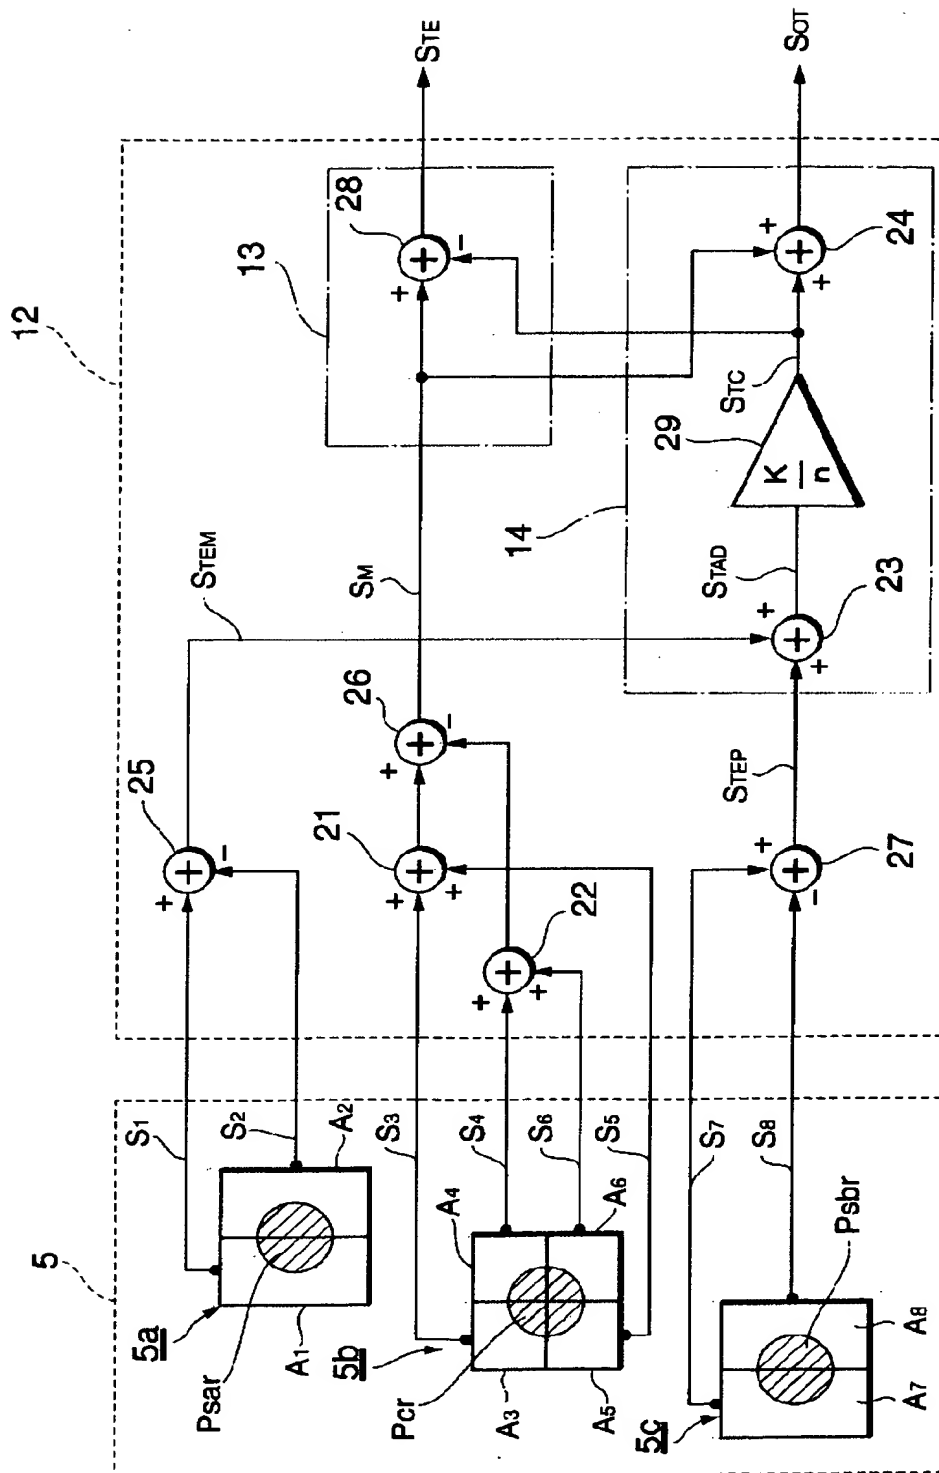 12
13
28
STE
SOT
24
14
29
K
n
STC
STEM
SM
STAD
23
25
26
21
22
STEP
27
5
S1
S2
A2
5a
Psar
A1
S3
S4
S6
S5
A4
A6
5b
Pcr
A3
A5
S7
S8
Psbr
5c
A8
A7
+
-
+
+
-
+
+
+
-
+
+
+
+
+
-
+
+
+
+
+
+
+
+
+
+
-
+